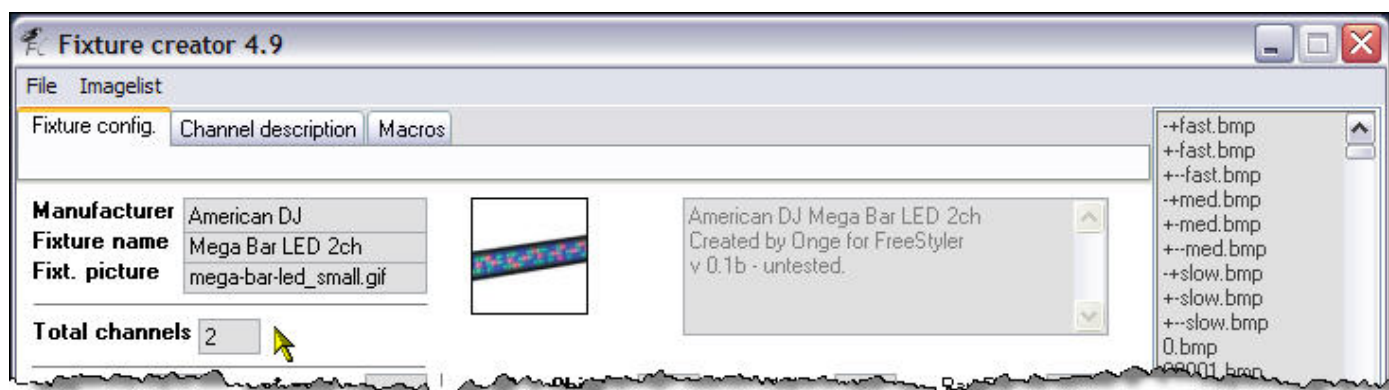 Fixture creator 4.9
File Imagelist
Fixture config. Channel description Macros
Manufacturer American DJ
Fixture name Mega Bar LED 2ch
Fixt. picture mega-bar-led_small.gif
Total channels 2
American DJ Mega Bar LED 2ch
Created by Onge for FreeStyler
v 0.1b - untested.
-+fast.bmp
+-fast.bmp
+--fast.bmp
-+med.bmp
+-med.bmp
+--med.bmp
-+slow.bmp
+-slow.bmp
+--slow.bmp
0.bmp